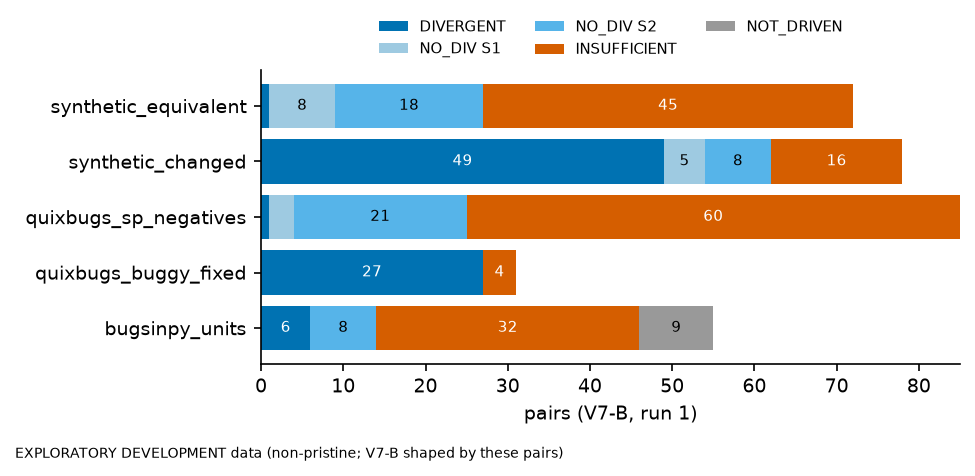 DIVERGENT NO_DIV S2 NOT_DRIVEN
NO_DIV S1 INSUFFICIENT
synthetic_equivalent 8 18 45
synthetic_changed 49 5 8 16
quixbugs_sp_negatives 21 60
quixbugs_buggy_fixed 27 4
bugsinpy_units 6 8 32 9
0 10 20 30 40 50 60 70 80
pairs (V7-B, run 1)
EXPLORATORY DEVELOPMENT data (non-pristine; V7-B shaped by these pairs)